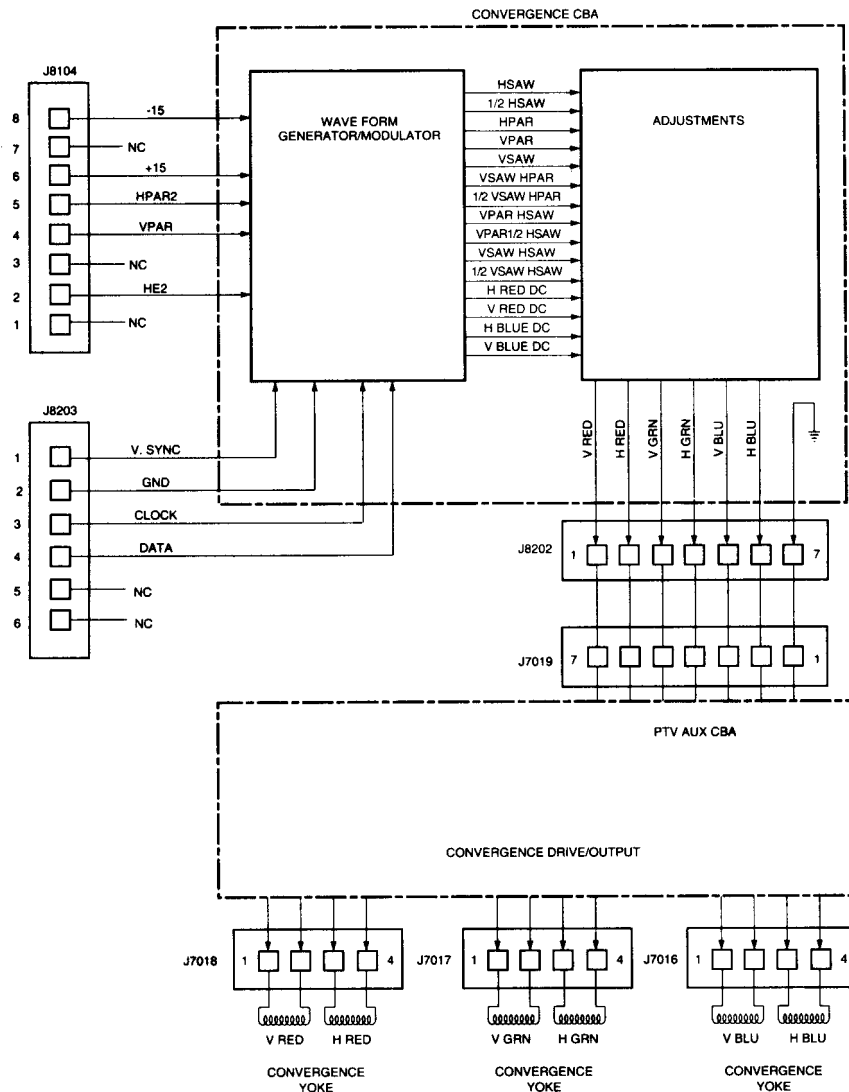 CONVERGENCE CBA
J8104
8 -15
7 NC
6 +15
5 HPAR2
4 VPAR
3 NC
2 HE2
1 NC
WAVE FORM
GENERATOR/MODULATOR
HSAW
1/2 HSAW
HPAR
VPAR
VSAW
VSAW HPAR
1/2 VSAW HPAR
VPAR HSAW
VPAR1/2 HSAW
VSAW HSAW
1/2 VSAW HSAW
H RED DC
V RED DC
H BLUE DC
V BLUE DC
ADJUSTMENTS
J8203
1 V. SYNC
2 GND
3 CLOCK
4 DATA
5 NC
6 NC
V RED
H RED
V GRN
H GRN
V BLU
H BLU
J8202 1 7
J7019 7 1
PTV AUX CBA
CONVERGENCE DRIVE/OUTPUT
J7018 1 4
J7017 1 4
J7016 1 4
V RED H RED
V GRN H GRN
V BLU H BLU
CONVERGENCE
YOKE
CONVERGENCE
YOKE
CONVERGENCE
YOKE